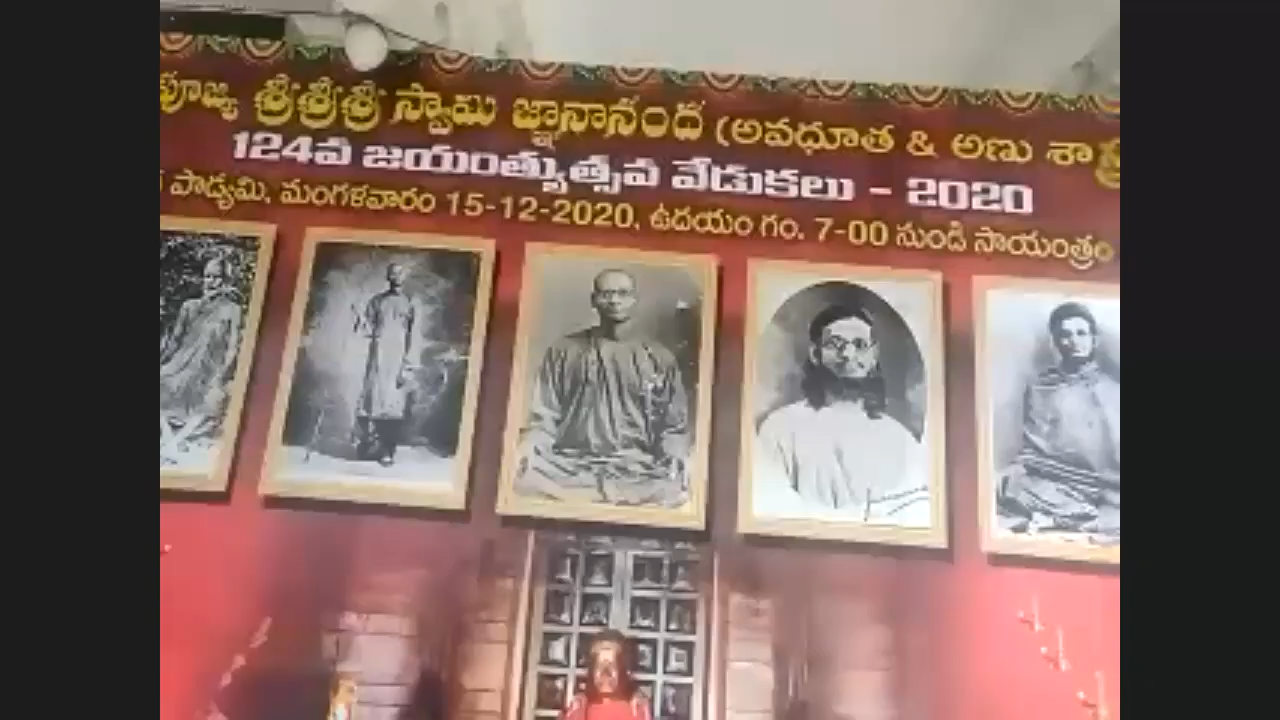 పూజ్య శ్రీశ్రీశ్రీ స్వామి జ్ఞానానంద (అవధూత & అణు శాస్త్ర
124వ జయంత్యుత్సవ వేడుకలు - 2020
పాడ్యమి, మంగళవారం 15-12-2020, ఉదయం గం. 7-00 నుండి సాయంత్రం